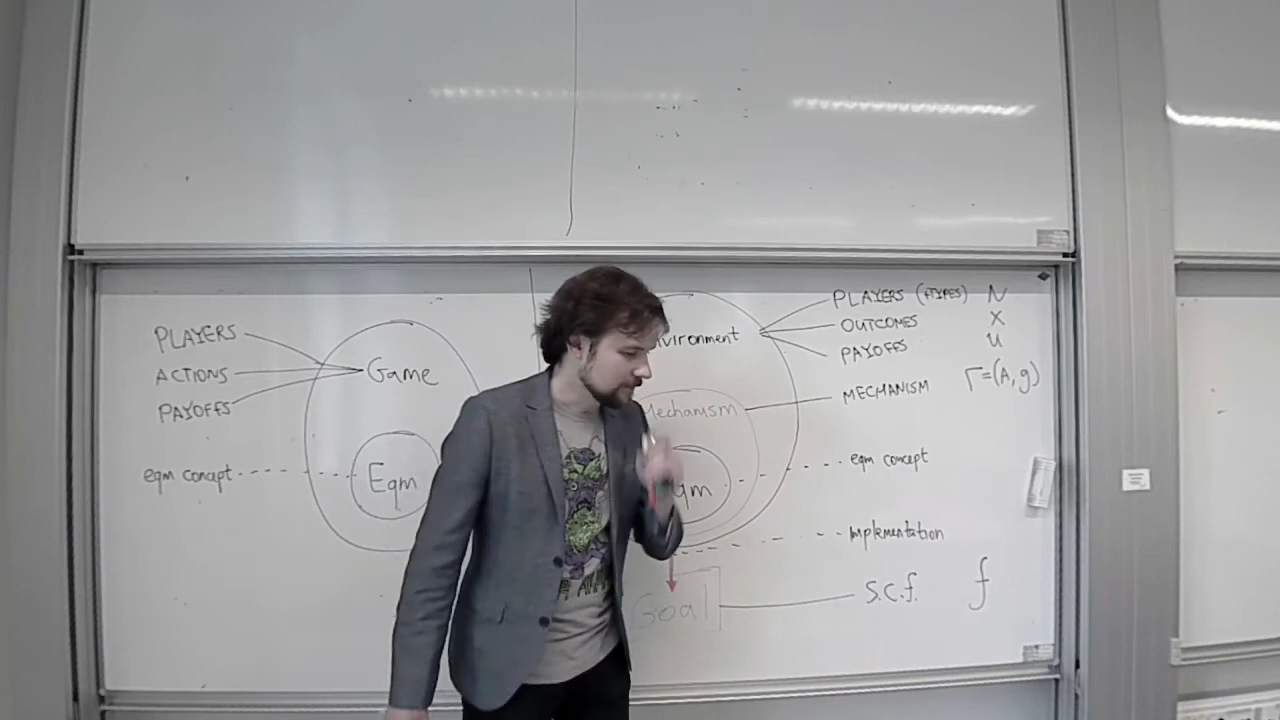 PLAYERS
ACTIONS
PAYOFFS
Game
eqm concept
Eqm
vironment
PLAYERS (+TYPES) N
OUTCOMES X
PAYOFFS u
Mechanism
MECHANISM Γ=(A, g)
qm
eqm concept
implementation
Goal
S.C.f. f